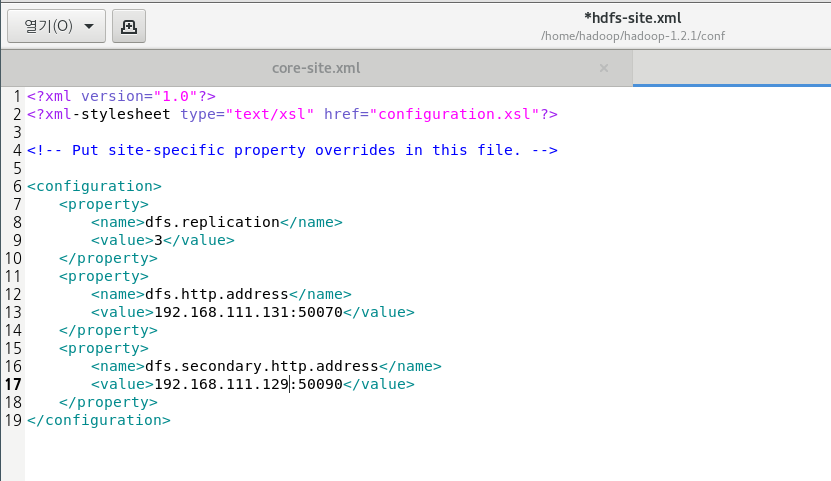 열기(O)
*hdfs-site.xml
/home/hadoop/hadoop-1.2.1/conf
core-site.xml ×
1 <?xml version="1.0"?>
2 <?xml-stylesheet type="text/xsl" href="configuration.xsl"?>
3
4 <!-- Put site-specific property overrides in this file. -->
5
6 <configuration>
7     <property>
8         <name>dfs.replication</name>
9         <value>3</value>
10     </property>
11     <property>
12         <name>dfs.http.address</name>
13         <value>192.168.111.131:50070</value>
14     </property>
15     <property>
16         <name>dfs.secondary.http.address</name>
17         <value>192.168.111.129:50090</value>
18     </property>
19 </configuration>